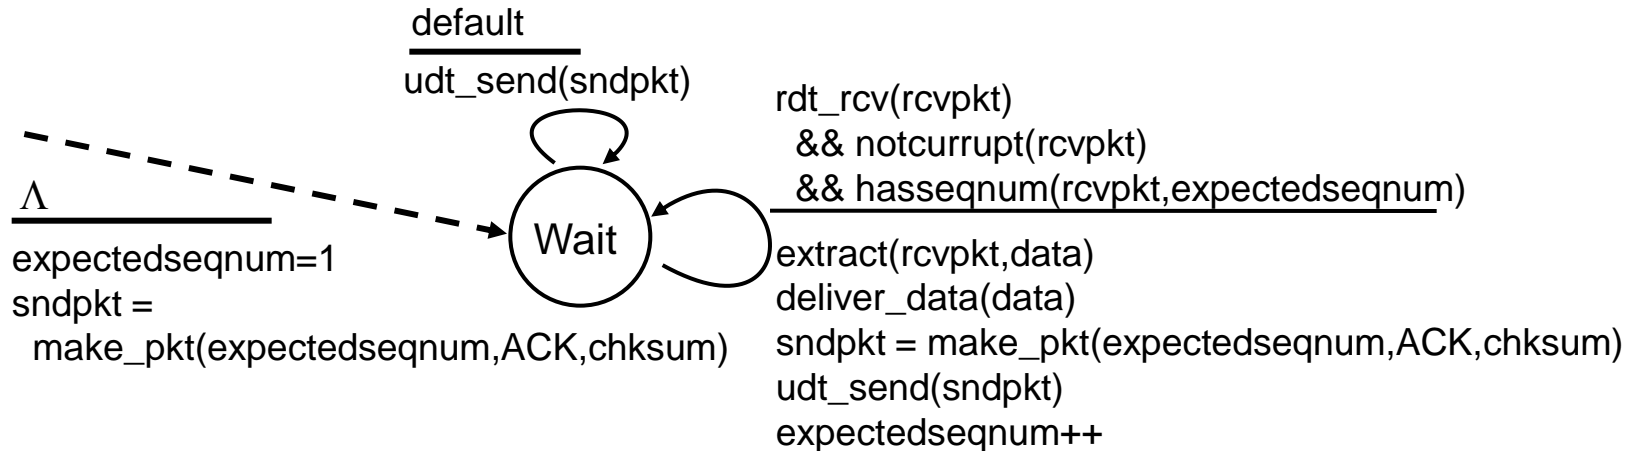 default
udt_send(sndpkt)
rdt_rcv(rcvpkt)
&& notcurrupt(rcvpkt)
&& hasseqnum(rcvpkt,expectedseqnum)
Λ
expectedseqnum=1
sndpkt =
make_pkt(expectedseqnum,ACK,chksum)
Wait
extract(rcvpkt,data)
deliver_data(data)
sndpkt = make_pkt(expectedseqnum,ACK,chksum)
udt_send(sndpkt)
expectedseqnum++